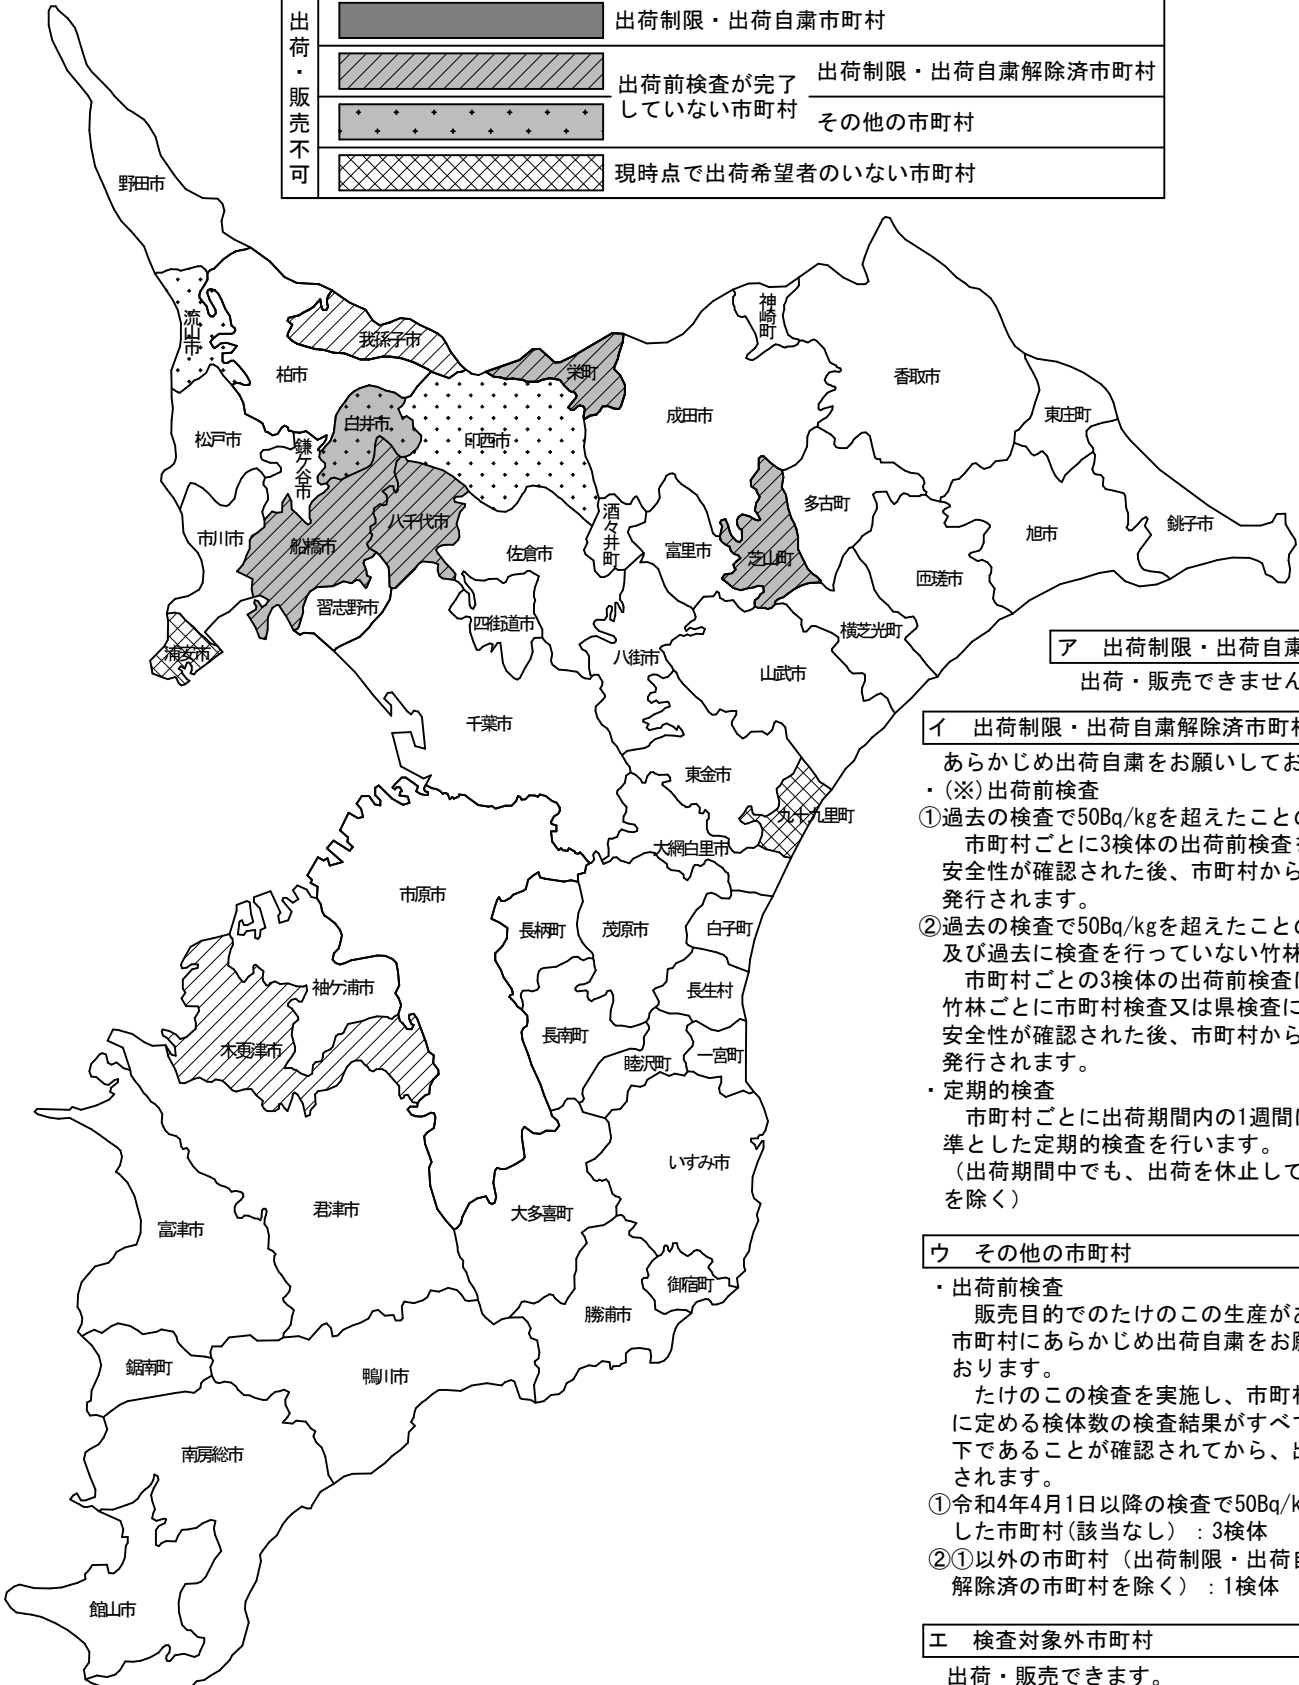 出荷・販売不可
出荷制限・出荷自粛市町村
出荷前検査が完了
していない市町村
出荷制限・出荷自粛解除済市町村
その他の市町村
現時点で出荷希望者のいない市町村
野田市
流山市
我孫子市
柏市
栄町
神崎町
香取市
成田市
東庄町
白井市
印西市
松戸市
鎌ケ谷市
多古町
酒々井町
銚子市
旭市
市川市
船橋市
八千代市
佐倉市
富里市
芝山町
匝瑳市
習志野市
四街道市
横芝光町
浦安市
八街市
山武市
千葉市
東金市
九十九里町
大網白里市
市原市
長柄町
茂原市
白子町
袖ケ浦市
長生村
木更津市
長南町
睦沢町
一宮町
いすみ市
君津市
大多喜町
富津市
御宿町
勝浦市
鋸南町
鴨川市
南房総市
館山市
ア 出荷制限・出荷自粛
出荷・販売できません
イ 出荷制限・出荷自粛解除済市町村
あらかじめ出荷自粛をお願いしてお
・(※)出荷前検査
①過去の検査で50Bq/kgを超えたことの
市町村ごとに3検体の出荷前検査を
安全性が確認された後、市町村から
発行されます。
②過去の検査で50Bq/kgを超えたことの
及び過去に検査を行っていない竹林
市町村ごとの3検体の出荷前検査に
竹林ごとに市町村検査又は県検査に
安全性が確認された後、市町村から
発行されます。
・定期的検査
市町村ごとに出荷期間内の1週間に
準とした定期的検査を行います。
（出荷期間中でも、出荷を休止して
を除く）
ウ その他の市町村
・出荷前検査
販売目的でのたけのこの生産があ
市町村にあらかじめ出荷自粛をお願
おります。
たけのこの検査を実施し、市町村
に定める検体数の検査結果がすべて
下であることが確認されてから、出
されます。
①令和4年4月1日以降の検査で50Bq/k
した市町村(該当なし）：3検体
②①以外の市町村（出荷制限・出荷自
解除済の市町村を除く）：1検体
エ 検査対象外市町村
出荷・販売できます。